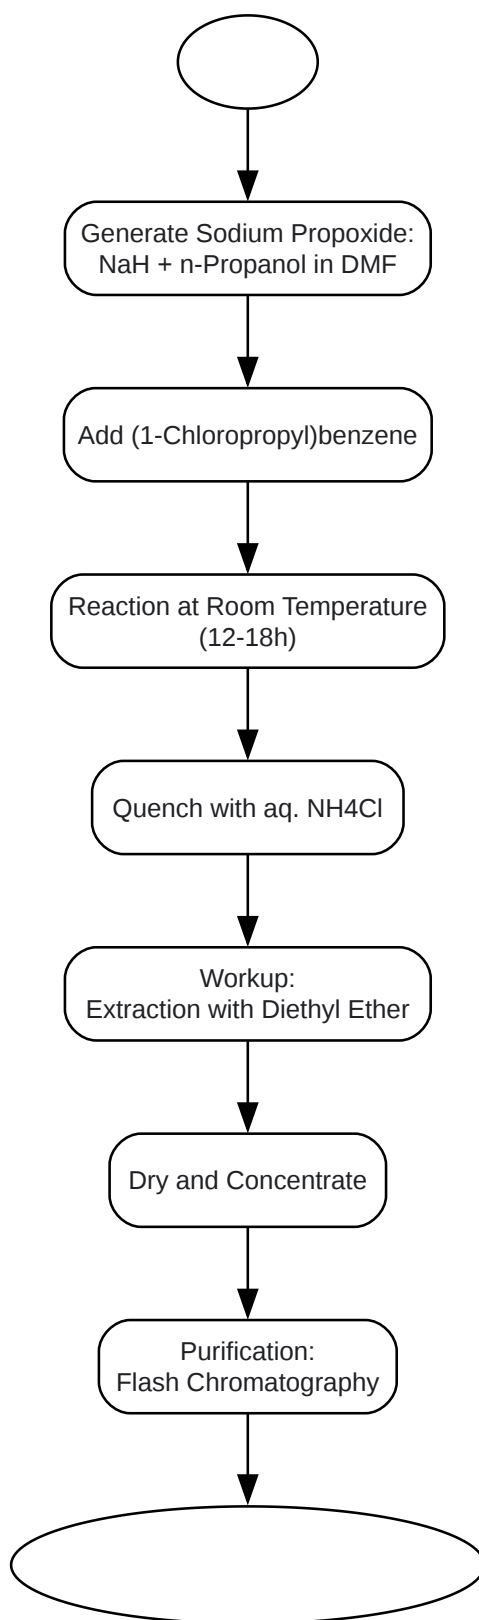 Generate Sodium Propoxide:
NaH + n-Propanol in DMF
Add (1-Chloropropyl)benzene
Reaction at Room Temperature
(12-18h)
Quench with aq. NH4Cl
Workup:
Extraction with Diethyl Ether
Dry and Concentrate
Purification:
Flash Chromatography